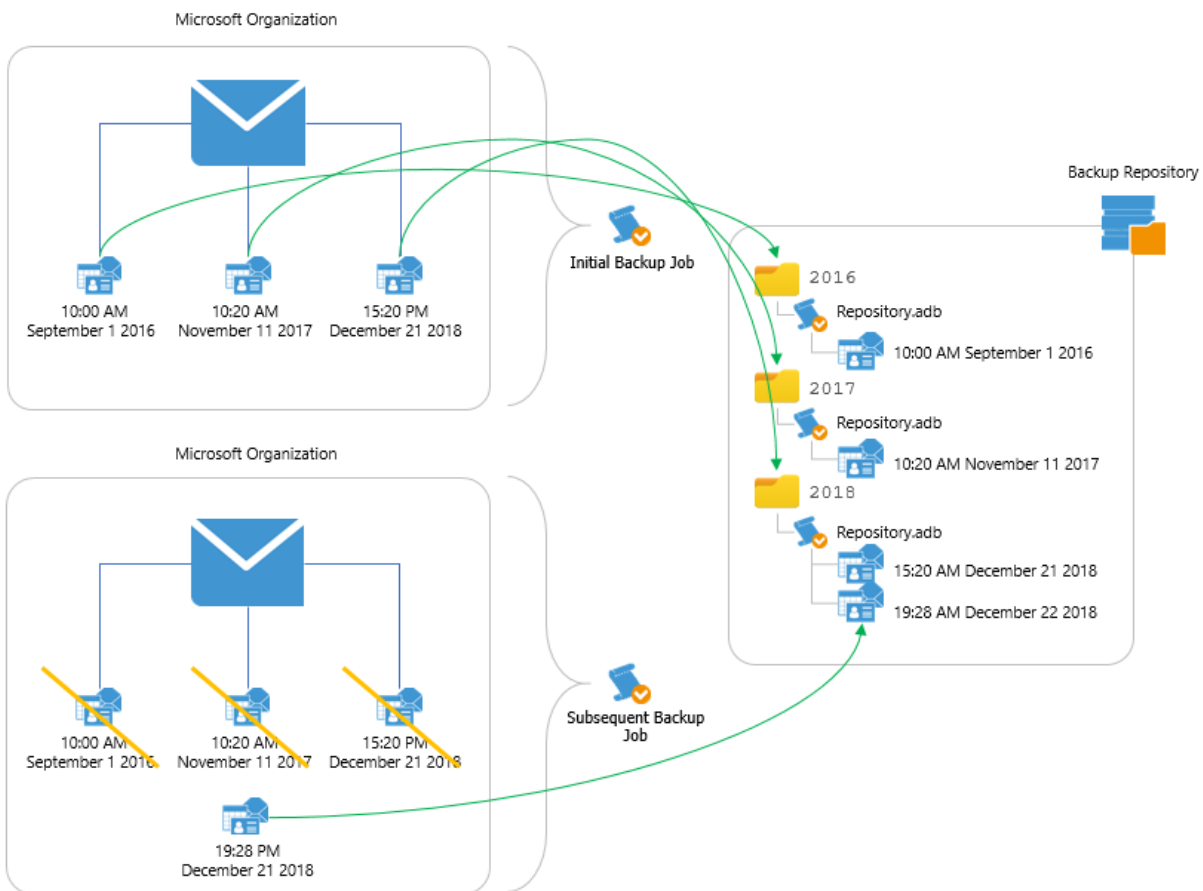 Microsoft Organization
10:00 AM
September 1 2016
10:20 AM
November 11 2017
15:20 PM
December 21 2018
Initial Backup Job
Backup Repository
2016
Repository.adb
10:00 AM September 1 2016
2017
Repository.adb
10:20 AM November 11 2017
2018
Repository.adb
15:20 AM December 21 2018
19:28 AM December 22 2018
Microsoft Organization
10:00 AM
September 1 2016
10:20 AM
November 11 2017
15:20 PM
December 21 2018
19:28 PM
December 21 2018
Subsequent Backup
Job